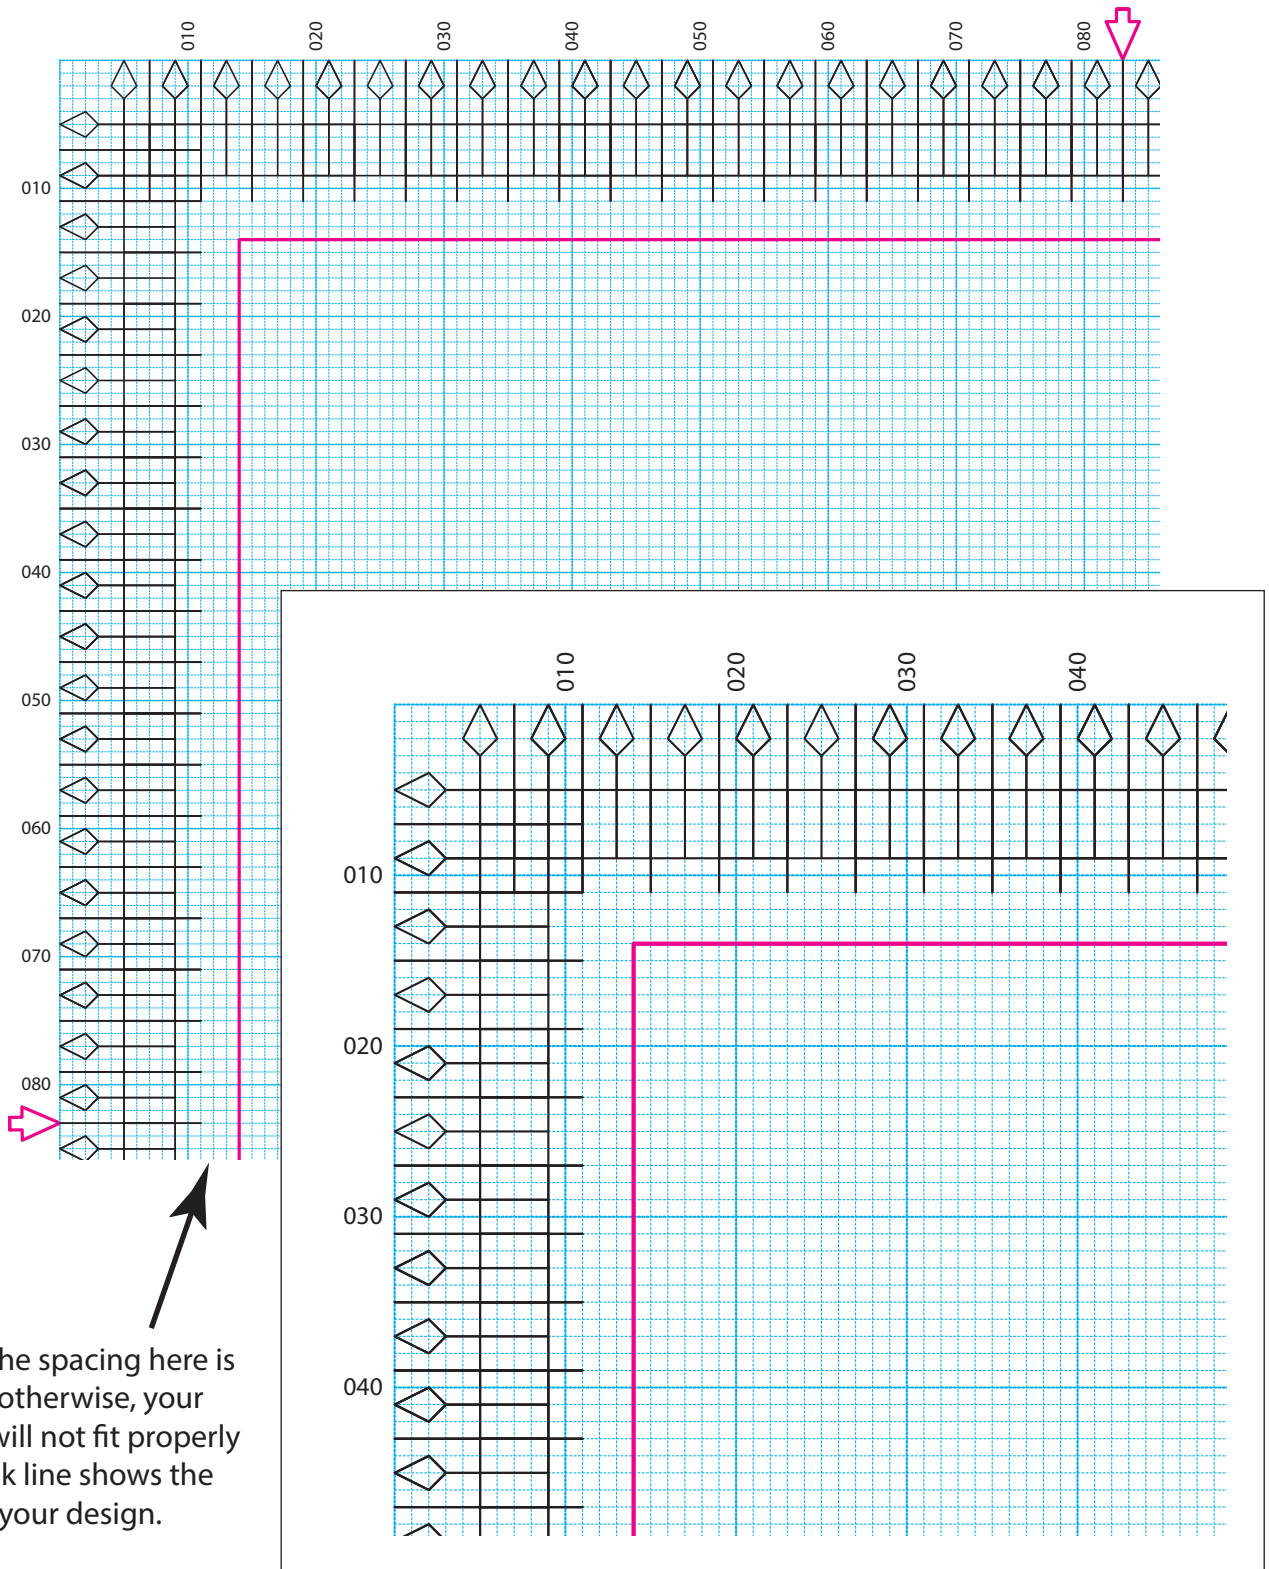 010 020 030 040 050 060 070 080
010
020
030
040
050
060
070
080
010 020 030 040
010
020
030
040
he spacing here is
otherwise, your
will not fit properly
k line shows the
your design.